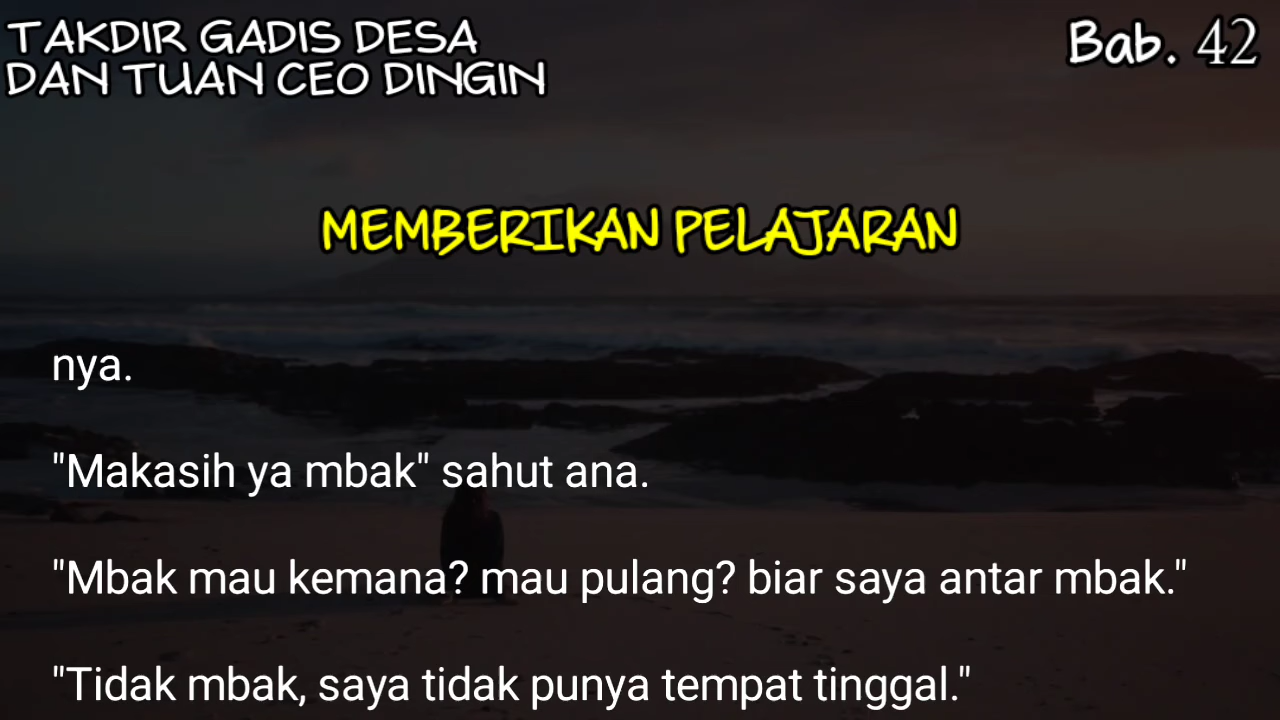 TAKDIR GADIS DESA
DAN TUAN CEO DINGIN
Bab. 42
MEMBERIKAN PELAJARAN
nya.
"Makasih ya mbak" sahut ana.
"Mbak mau kemana? mau pulang? biar saya antar mbak."
"Tidak mbak, saya tidak punya tempat tinggal."